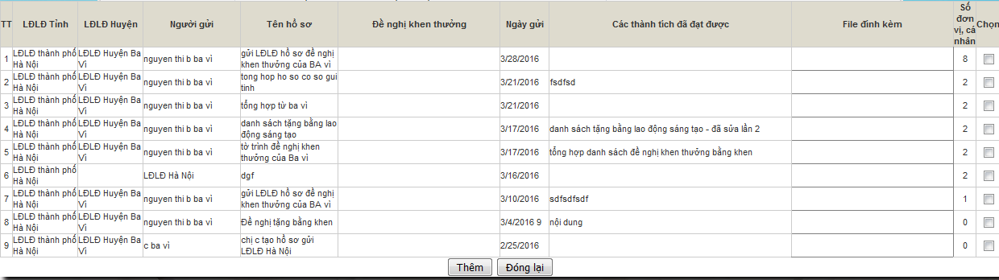 TT LĐLĐ Tỉnh LĐLĐ Huyện Người gửi Tên hồ sơ Đề nghị khen thưởng Ngày gửi Các thành tích đã đạt được File đính kèm Số đơn vị, cá nhân Chọn
1 LĐLĐ thành phố Hà Nội LĐLĐ Huyện Ba Vì nguyen thi b ba vì gửi LĐLĐ hồ sơ đề nghị khen thưởng của BA vì 3/28/2016 8
2 LĐLĐ thành phố Hà Nội LĐLĐ Huyện Ba Vì nguyen thi b ba vì tong hop ho so co so gui tinh 3/21/2016 fsdfsd 2
3 LĐLĐ thành phố Hà Nội LĐLĐ Huyện Ba Vì nguyen thi b ba vì tổng hợp từ ba vì 3/21/2016 2
4 LĐLĐ thành phố Hà Nội LĐLĐ Huyện Ba Vì nguyen thi b ba vì danh sách tặng bằng lao động sáng tạo 3/17/2016 danh sách tặng bằng lao động sáng tạo - đã sửa lần 2 2
5 LĐLĐ thành phố Hà Nội LĐLĐ Huyện Ba Vì nguyen thi b ba vì tờ trình đề nghị khen thưởng của Ba vì 3/17/2016 tổng hợp danh sách đề nghị khen thưởng bằng khen 2
6 LĐLĐ thành phố Hà Nội LĐLĐ Hà Nội dgf 3/16/2016 2
7 LĐLĐ thành phố Hà Nội LĐLĐ Huyện Ba Vì nguyen thi b ba vì gửi LĐLĐ hồ sơ đề nghị khen thưởng của BA vì 3/10/2016 sdfsdfsdf 1
8 LĐLĐ thành phố Hà Nội LĐLĐ Huyện Ba Vì nguyen thi b ba vì Đề nghị tặng bằng khen 3/4/2016 9 nội dung 0
9 LĐLĐ thành phố Hà Nội LĐLĐ Huyện Ba Vì c ba vì chị c tạo hồ sơ gửi LĐLĐ Hà Nội 2/25/2016 0
Thêm Đóng lại